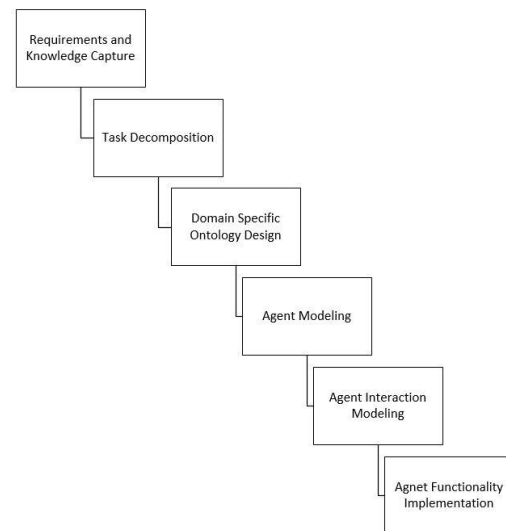 Requirements and
Knowledge Capture
Task Decomposition
Domain Specific
Ontology Design
Agent Modeling
Agent Interaction
Modeling
Agnet Functionality
Implementation